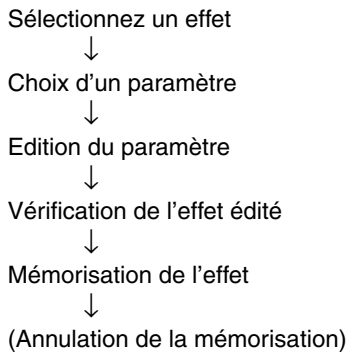 Sélectionnez un effet
↓
Choix d'un paramètre
↓
Edition du paramètre
↓
Vérification de l'effet édité
↓
Mémorisation de l'effet
↓
(Annulation de la mémorisation)